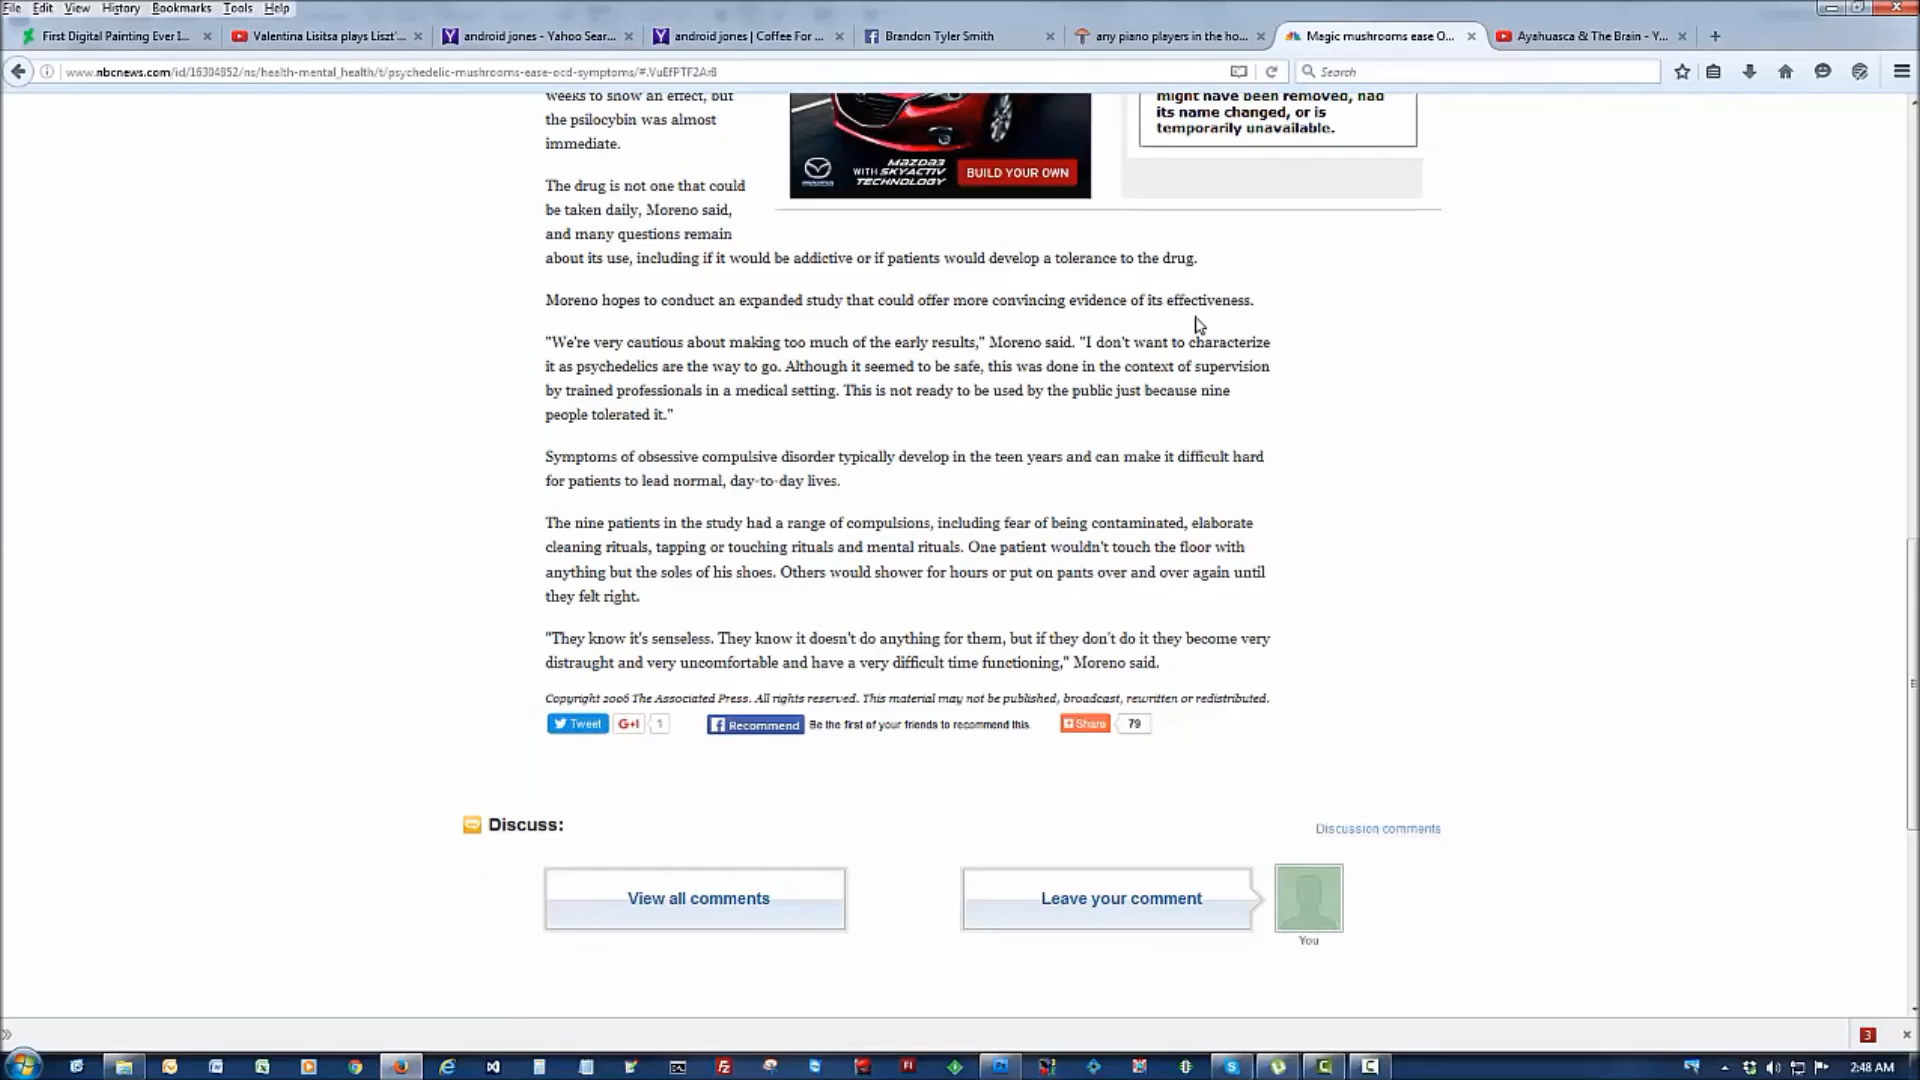 File Edit View History Bookmarks Tools Help
First Digital Painting Ever I...
Valentina Lisitsa plays Liszt'...
android jones - Yahoo Sear...
android jones | Coffee For ...
Brandon Tyler Smith
any piano players in the ho...
Magic mushrooms ease O...
Ayahuasca & The Brain - Y...
www.nbcnews.com/id/16304852/ns/health-mental_health/t/psychedelic-mushrooms-ease-ocd-symptoms/#.VuEfPTF2Ar8
Search
weeks to show an effect, but
the psilocybin was almost
immediate.
mazda
MAZDA3
WITH SKYACTIV
TECHNOLOGY
BUILD YOUR OWN
might have been removed, had
its name changed, or is
temporarily unavailable.
The drug is not one that could
be taken daily, Moreno said,
and many questions remain
about its use, including if it would be addictive or if patients would develop a tolerance to the drug.
Moreno hopes to conduct an expanded study that could offer more convincing evidence of its effectiveness.
"We're very cautious about making too much of the early results," Moreno said. "I don't want to characterize
it as psychedelics are the way to go. Although it seemed to be safe, this was done in the context of supervision
by trained professionals in a medical setting. This is not ready to be used by the public just because nine
people tolerated it."
Symptoms of obsessive compulsive disorder typically develop in the teen years and can make it difficult hard
for patients to lead normal, day-to-day lives.
The nine patients in the study had a range of compulsions, including fear of being contaminated, elaborate
cleaning rituals, tapping or touching rituals and mental rituals. One patient wouldn't touch the floor with
anything but the soles of his shoes. Others would shower for hours or put on pants over and over again until
they felt right.
"They know it's senseless. They know it doesn't do anything for them, but if they don't do it they become very
distraught and very uncomfortable and have a very difficult time functioning," Moreno said.
Copyright 2006 The Associated Press. All rights reserved. This material may not be published, broadcast, rewritten or redistributed.
Tweet G+1 1 Recommend Be the first of your friends to recommend this. Share 79
Discuss:
Discussion comments
View all comments
Leave your comment
You
3
2:48 AM